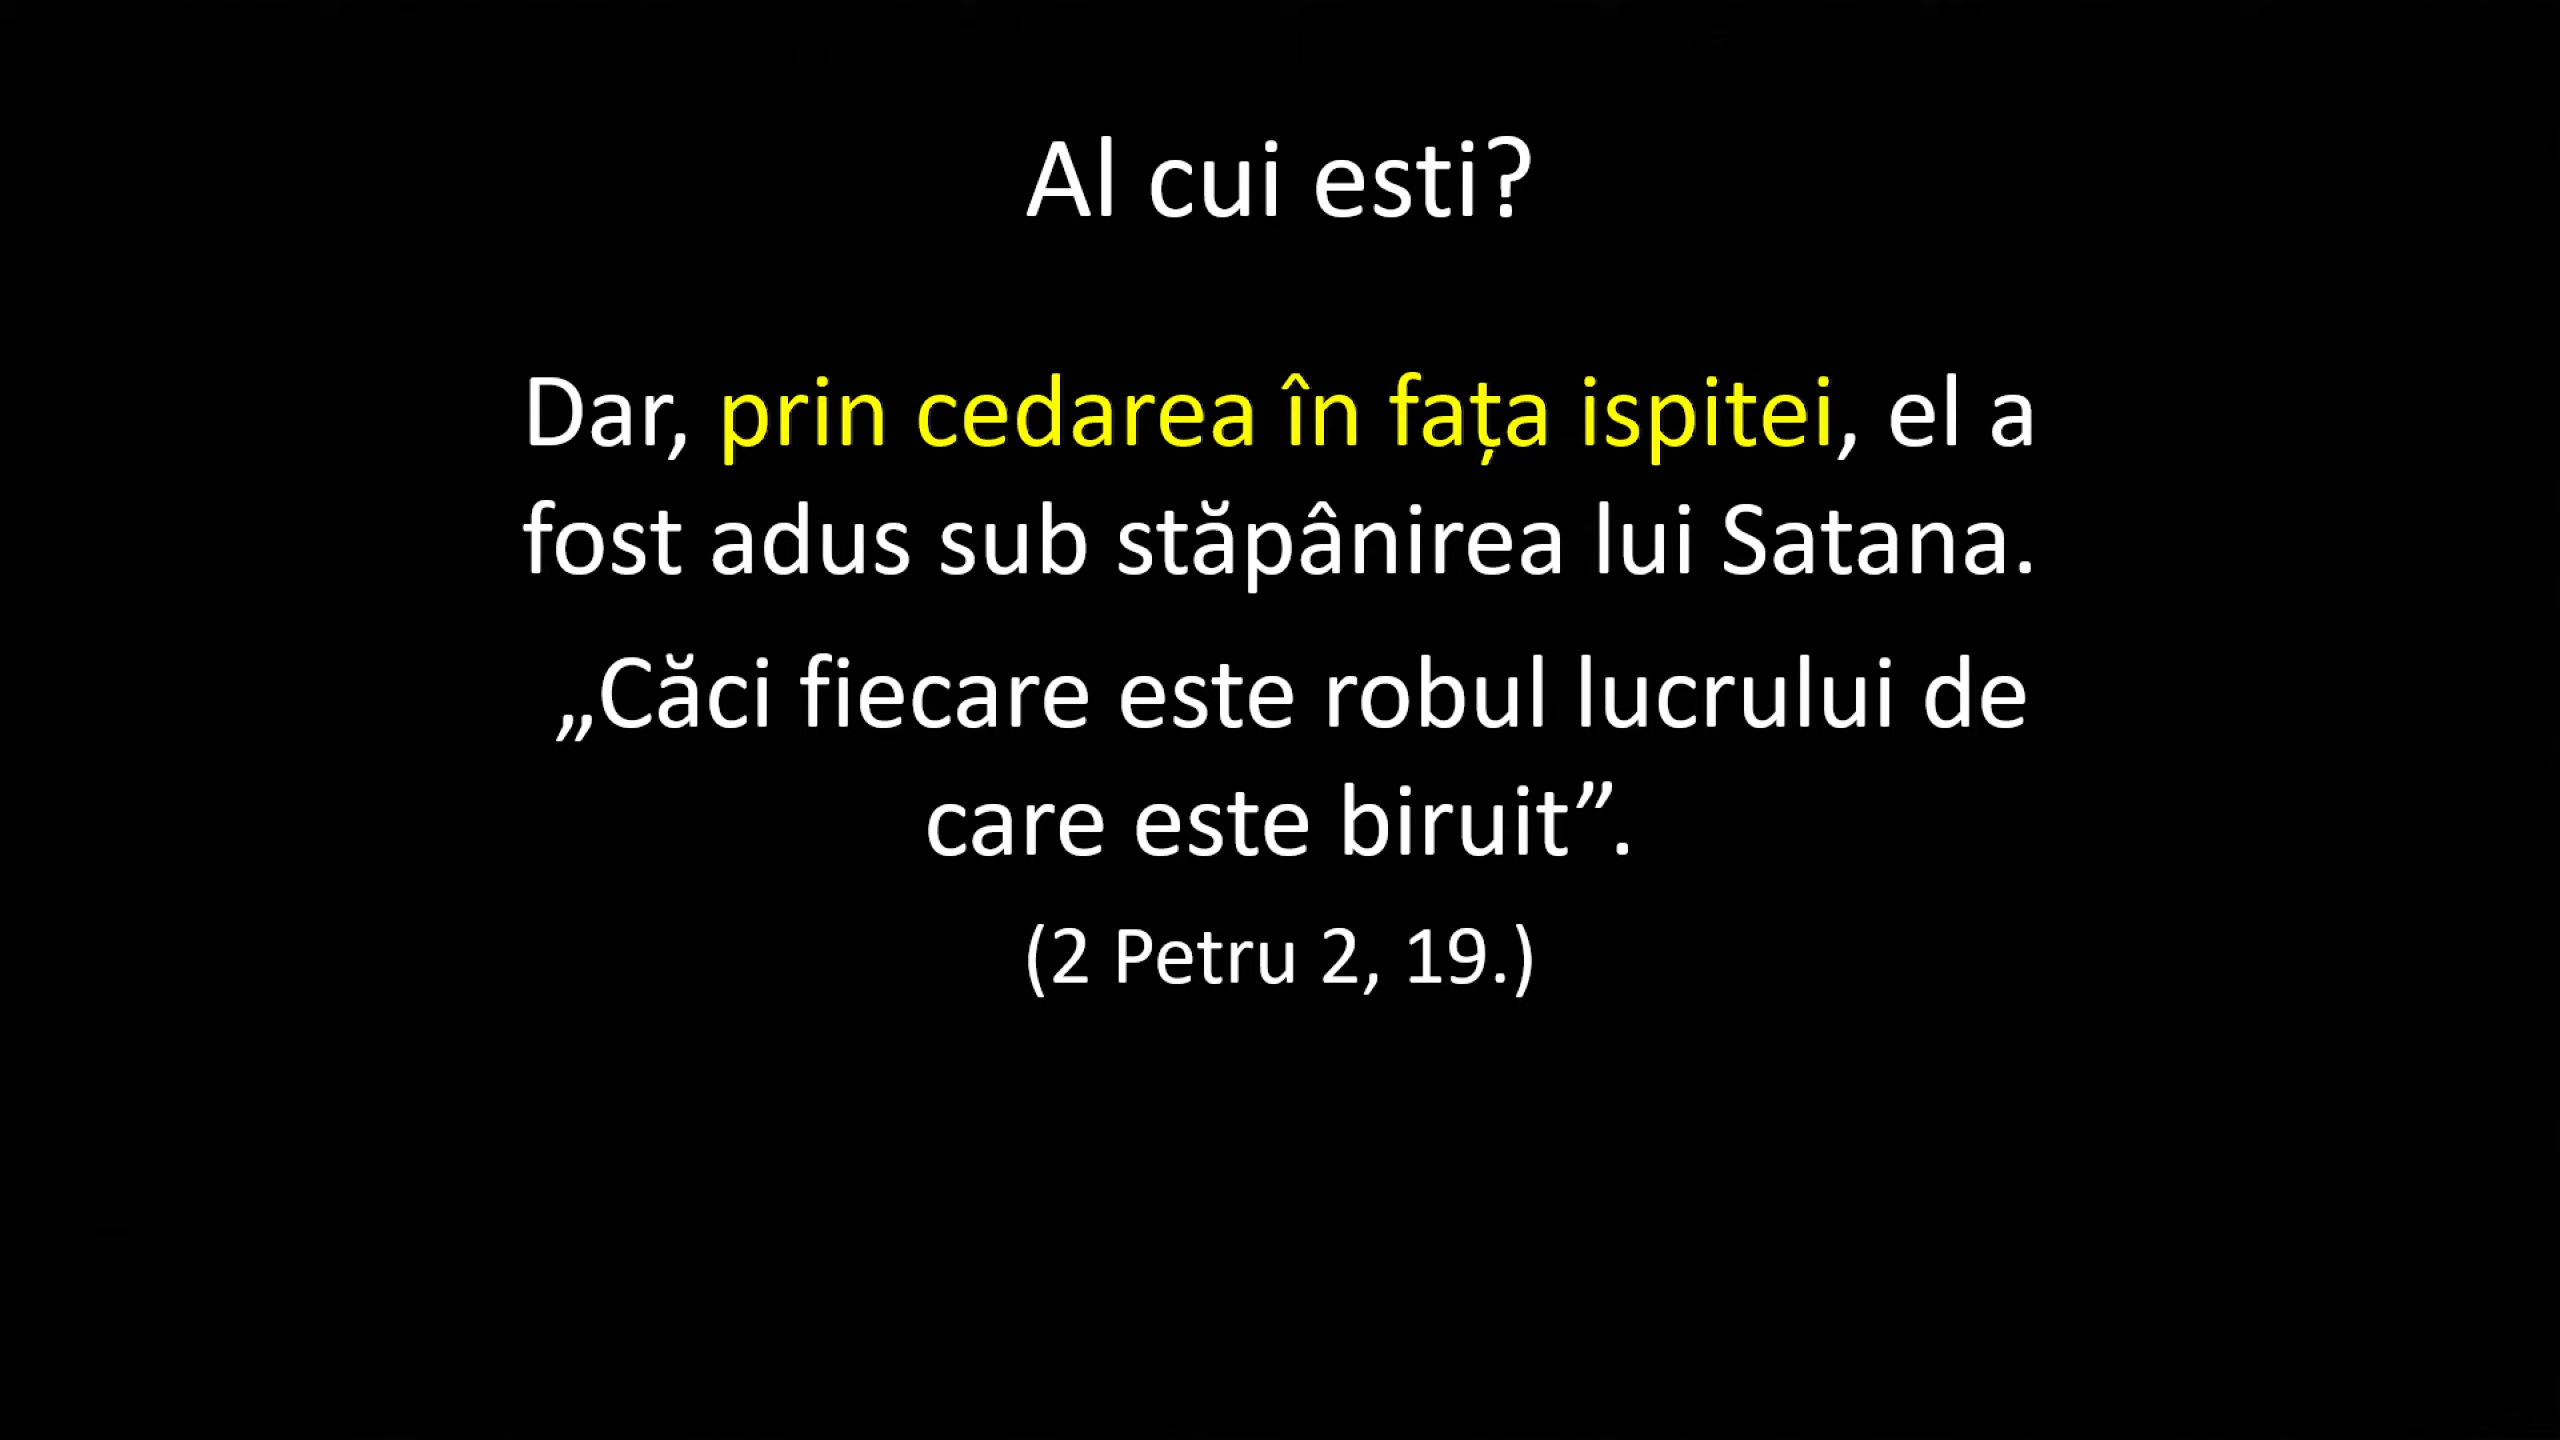 Al cui esti?
Dar, prin cedarea în fața ispitei, el a
fost adus sub stăpânirea lui Satana.
„Căci fiecare este robul lucrului de
care este biruit”.
(2 Petru 2, 19.)